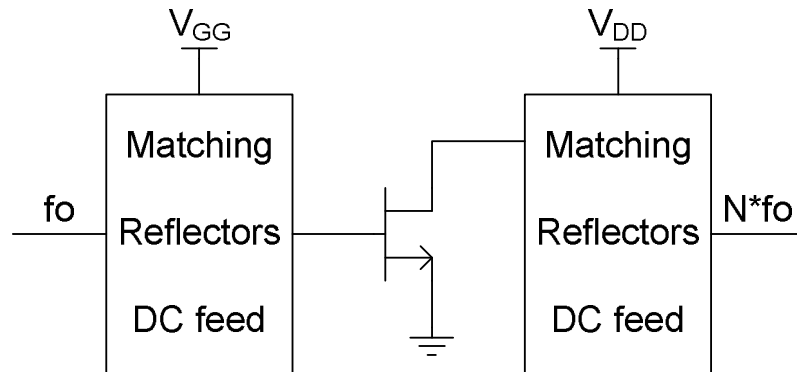 V_GG
V_DD
Matching
Matching
fo
Reflectors
Reflectors
N*fo
DC feed
DC feed